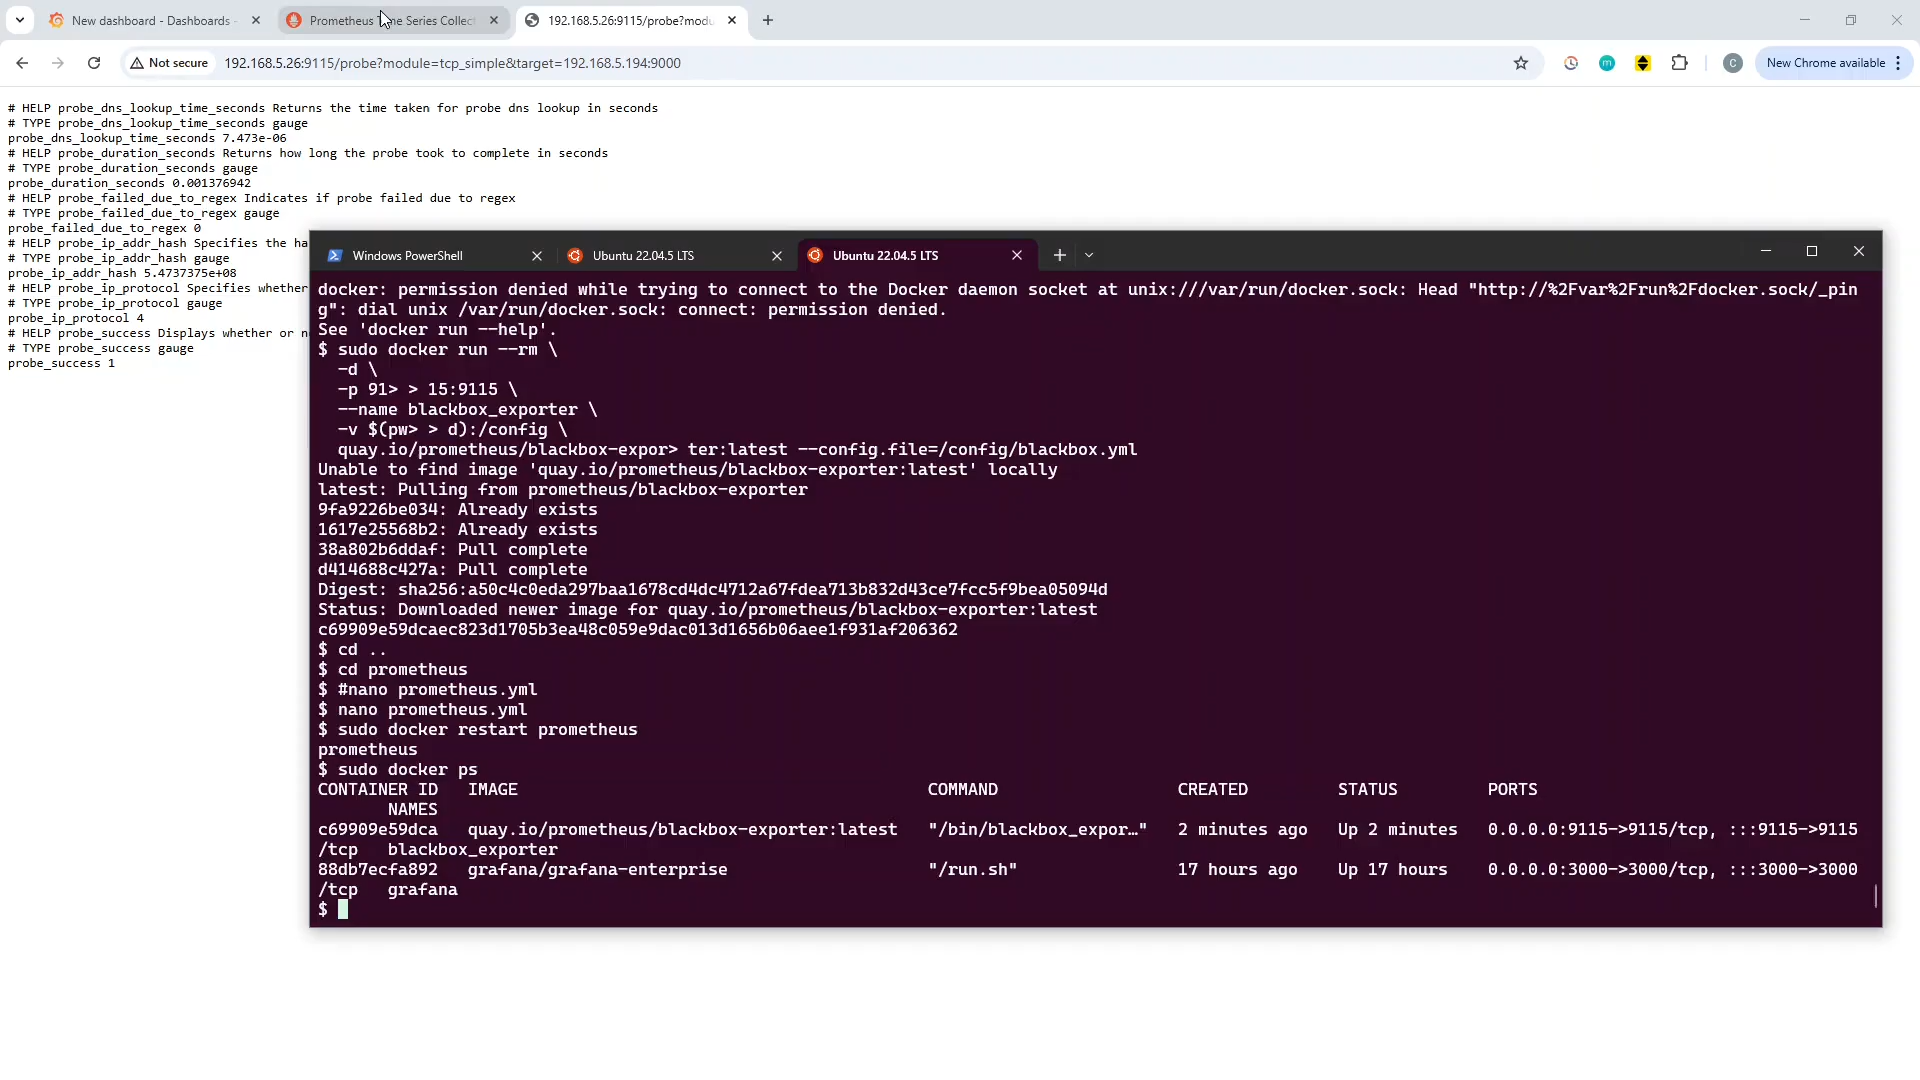 New dashboard - Dashboards -
Prometheus Time Series Collect
192.168.5.26:9115/probe?modu
Not secure
192.168.5.26:9115/probe?module=tcp_simple&target=192.168.5.194:9000
m
C
New Chrome available
# HELP probe_dns_lookup_time_seconds Returns the time taken for probe dns lookup in seconds
# TYPE probe_dns_lookup_time_seconds gauge
probe_dns_lookup_time_seconds 7.473e-06
# HELP probe_duration_seconds Returns how long the probe took to complete in seconds
# TYPE probe_duration_seconds gauge
probe_duration_seconds 0.001376942
# HELP probe_failed_due_to_regex Indicates if probe failed due to regex
# TYPE probe_failed_due_to_regex gauge
probe_failed_due_to_regex 0
# HELP probe_ip_addr_hash Specifies the ha
# TYPE probe_ip_addr_hash gauge
probe_ip_addr_hash 5.4737375e+08
# HELP probe_ip_protocol Specifies whether
# TYPE probe_ip_protocol gauge
probe_ip_protocol 4
# HELP probe_success Displays whether or n
# TYPE probe_success gauge
probe_success 1
Windows PowerShell
Ubuntu 22.04.5 LTS
Ubuntu 22.04.5 LTS
docker: permission denied while trying to connect to the Docker daemon socket at unix:///var/run/docker.sock: Head "http://%2Fvar%2Frun%2Fdocker.sock/_pin
g": dial unix /var/run/docker.sock: connect: permission denied.
See 'docker run --help'.
$ sudo docker run --rm \
-d \
-p 91> > 15:9115 \
--name blackbox_exporter \
-v $(pw> > d):/config \
quay.io/prometheus/blackbox-expor> ter:latest --config.file=/config/blackbox.yml
Unable to find image 'quay.io/prometheus/blackbox-exporter:latest' locally
latest: Pulling from prometheus/blackbox-exporter
9fa9226be034: Already exists
1617e25568b2: Already exists
38a802b6ddaf: Pull complete
d414688c427a: Pull complete
Digest: sha256:a50c4c0eda297baa1678cd4dc4712a67fdea713b832d43ce7fcc5f9bea05094d
Status: Downloaded newer image for quay.io/prometheus/blackbox-exporter:latest
c69909e59dcaec823d1705b3ea48c059e9dac013d1656b06aee1f931af206362
$ cd ..
$ cd prometheus
$ #nano prometheus.yml
$ nano prometheus.yml
$ sudo docker restart prometheus
prometheus
$ sudo docker ps
CONTAINER ID IMAGE COMMAND CREATED STATUS PORTS
NAMES
c69909e59dca quay.io/prometheus/blackbox-exporter:latest "/bin/blackbox_expor…" 2 minutes ago Up 2 minutes 0.0.0.0:9115->9115/tcp, :::9115->9115
/tcp blackbox_exporter
88db7ecfa892 grafana/grafana-enterprise "/run.sh" 17 hours ago Up 17 hours 0.0.0.0:3000->3000/tcp, :::3000->3000
/tcp grafana
$